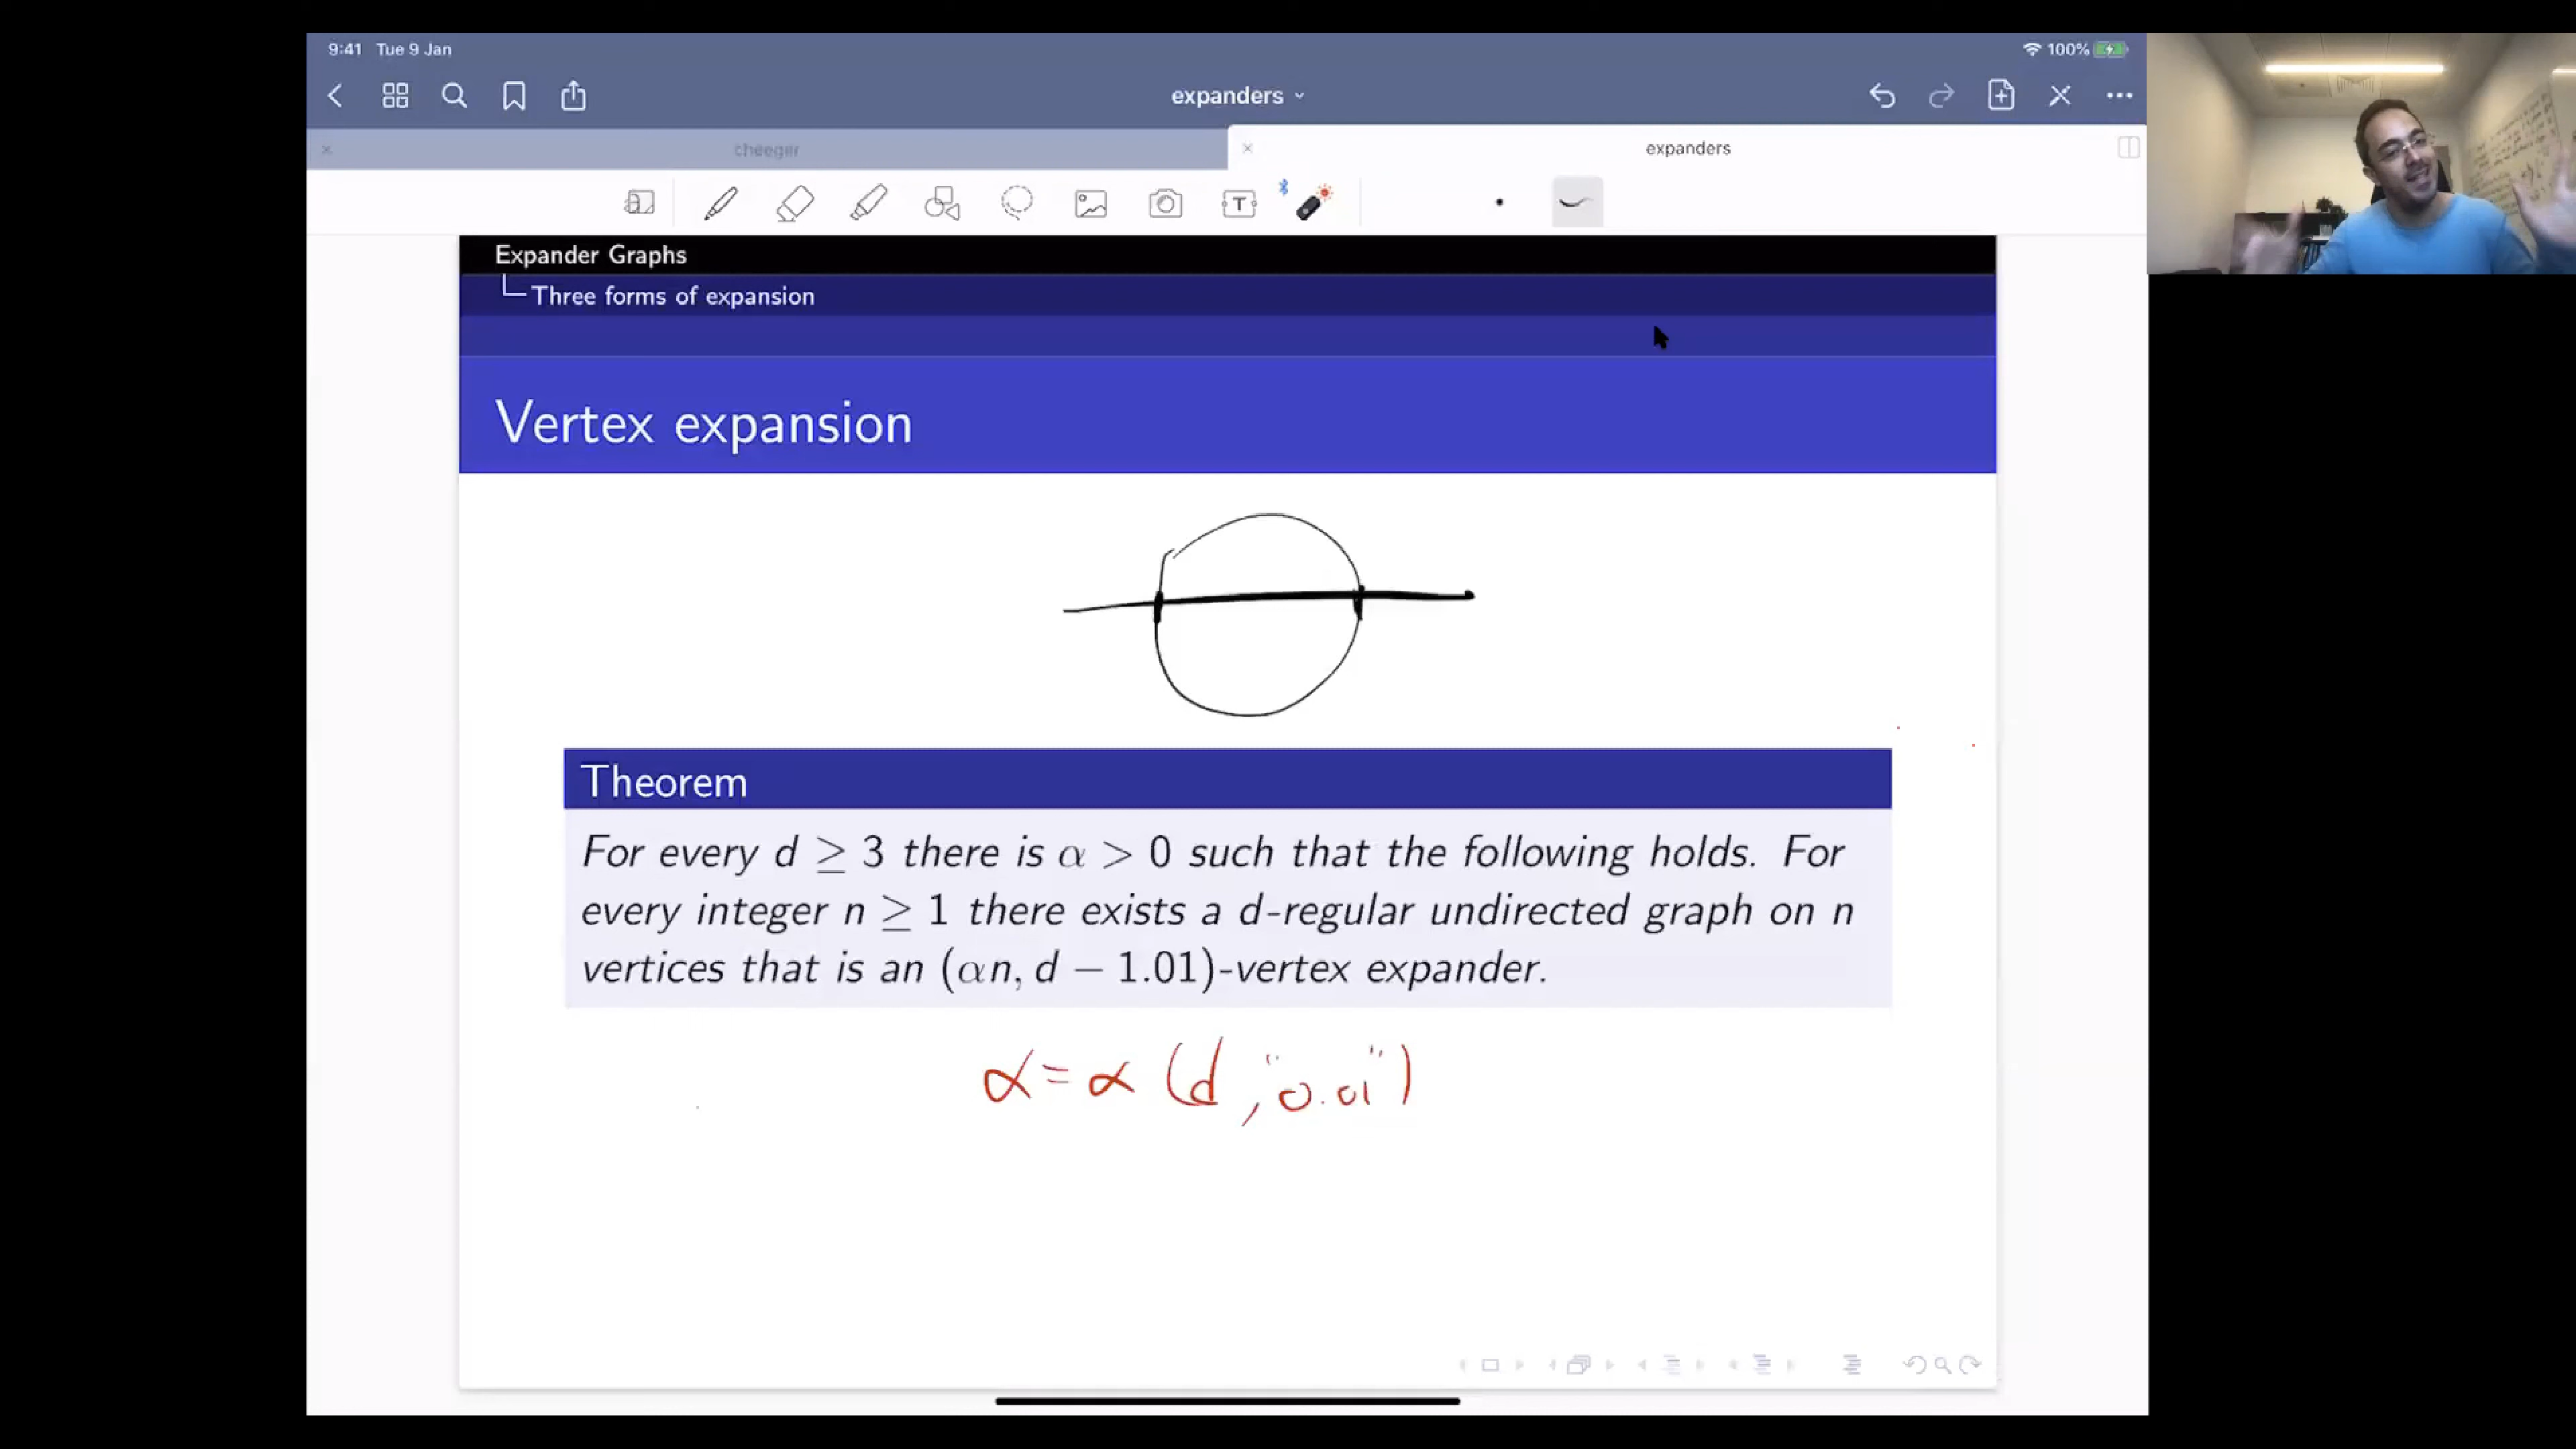 9:41 Tue 9 Jan
100%
expanders
cheeger
expanders
Expander Graphs
Three forms of expansion
Vertex expansion
Theorem
For every d ≥ 3 there is α > 0 such that the following holds. For
every integer n ≥ 1 there exists a d-regular undirected graph on n
vertices that is an (αn, d − 1.01)-vertex expander.
α = α (d, "0.01")